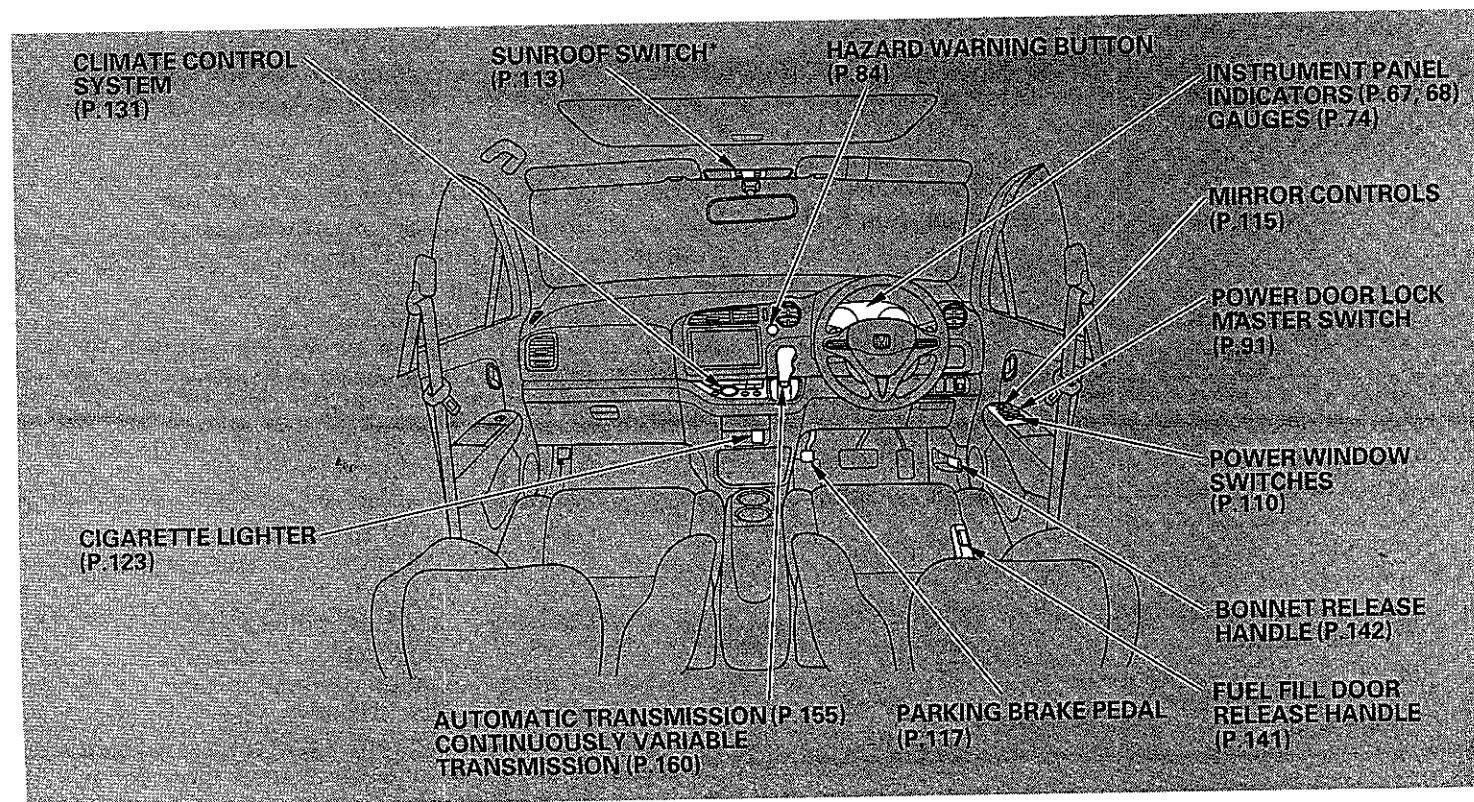 CLIMATE CONTROL
SYSTEM
(P.131)
SUNROOF SWITCH*
(P.113)
HAZARD WARNING BUTTON
(P.84)
INSTRUMENT PANEL
INDICATORS (P.67, 68)
GAUGES (P.74)
MIRROR CONTROLS
(P.115)
POWER DOOR LOCK
MASTER SWITCH
(P.91)
POWER WINDOW
SWITCHES
(P.110)
CIGARETTE LIGHTER
(P.123)
BONNET RELEASE
HANDLE (P.142)
FUEL FILL DOOR
RELEASE HANDLE
(P.141)
AUTOMATIC TRANSMISSION (P.155)
CONTINUOUSLY VARIABLE
TRANSMISSION (P.160)
PARKING BRAKE PEDAL
(P.117)